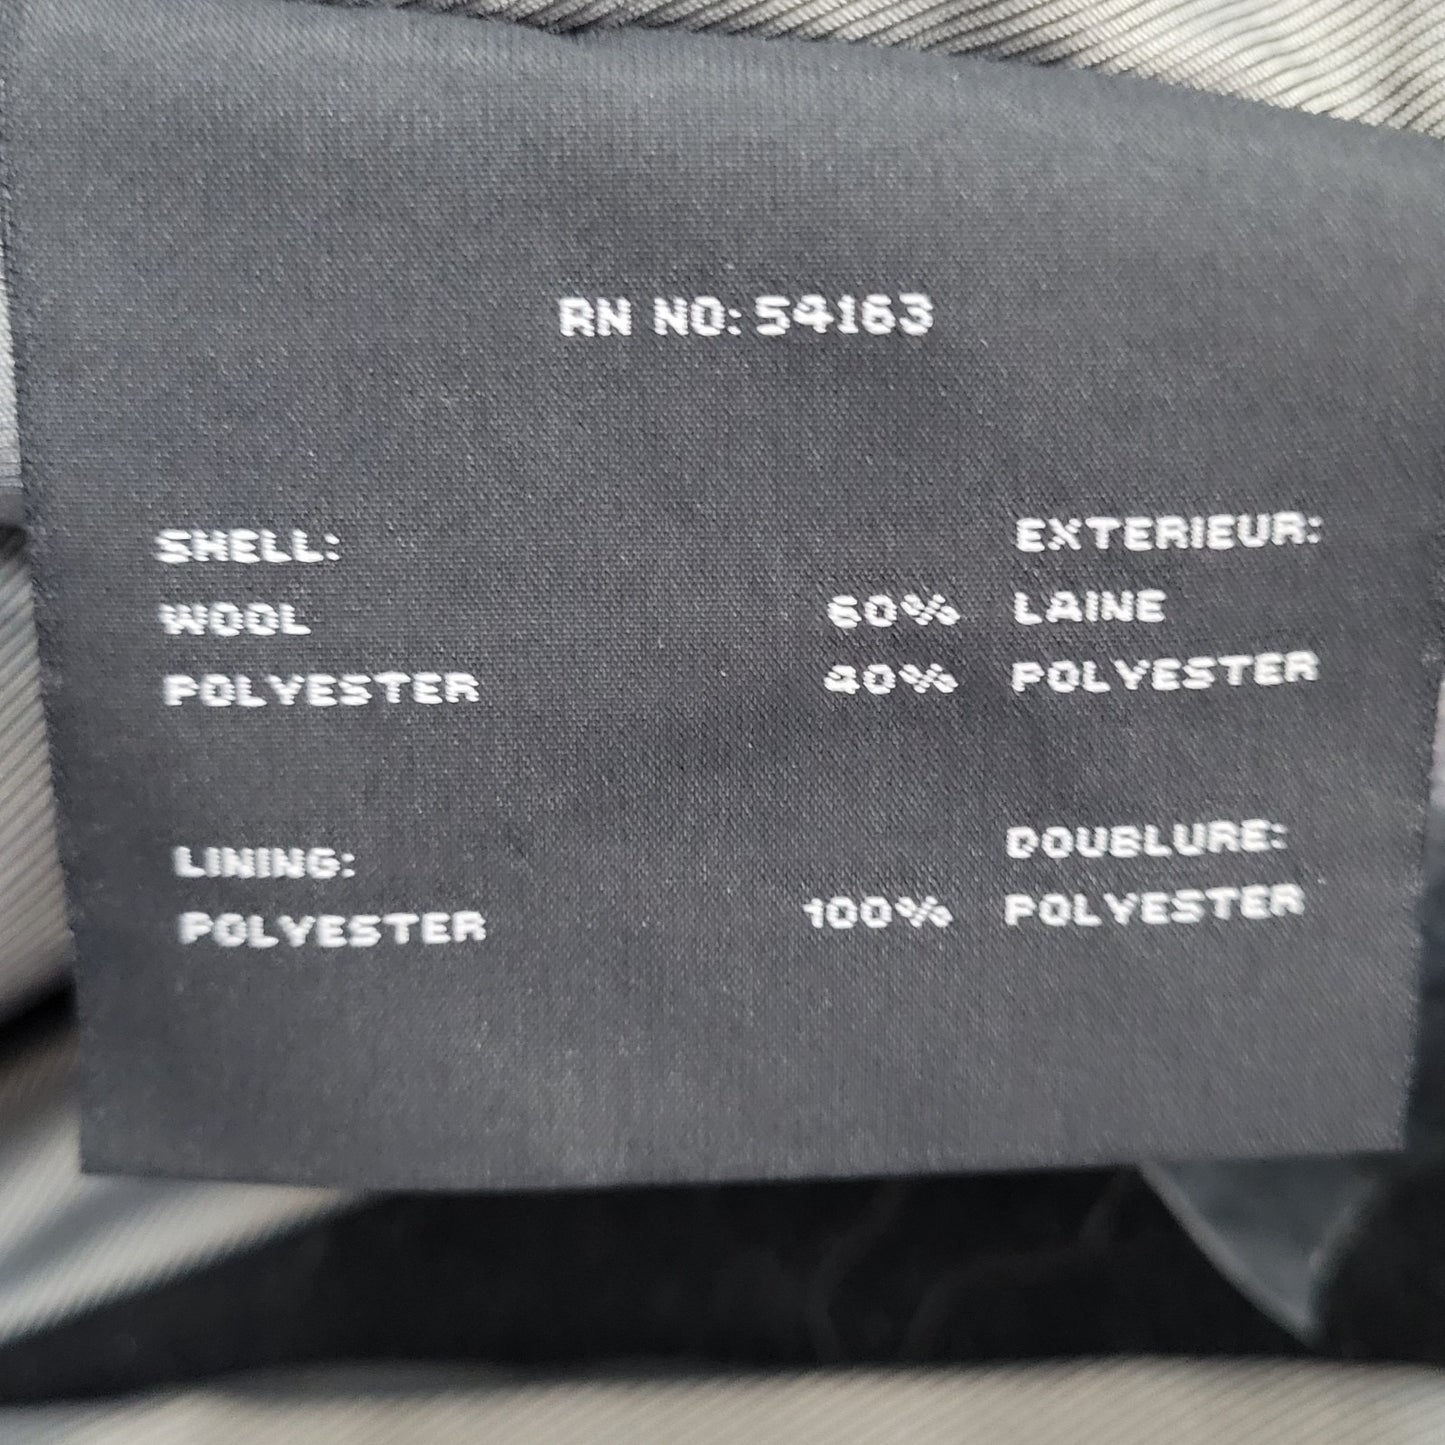 RN NO: 54163
SHELL: EXTERIEUR:
WOOL 60% LAINE
POLYESTER 40% POLYESTER
LINING: DOUBLURE:
POLYESTER 100% POLYESTER